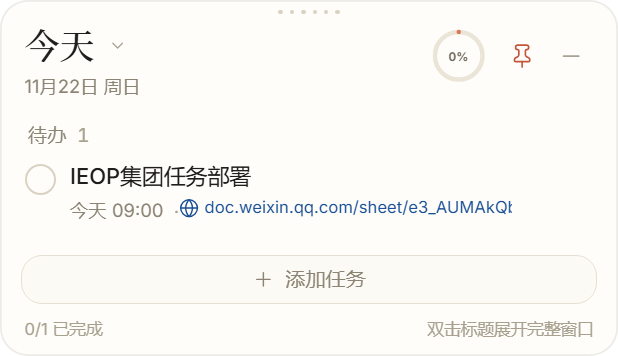 今天
0%
11月22日 周日
待办 1
IEOP集团任务部署
今天 09:00 · doc.weixin.qq.com/sheet/e3_AUMAkQ
+ 添加任务
0/1 已完成
双击标题展开完整窗口